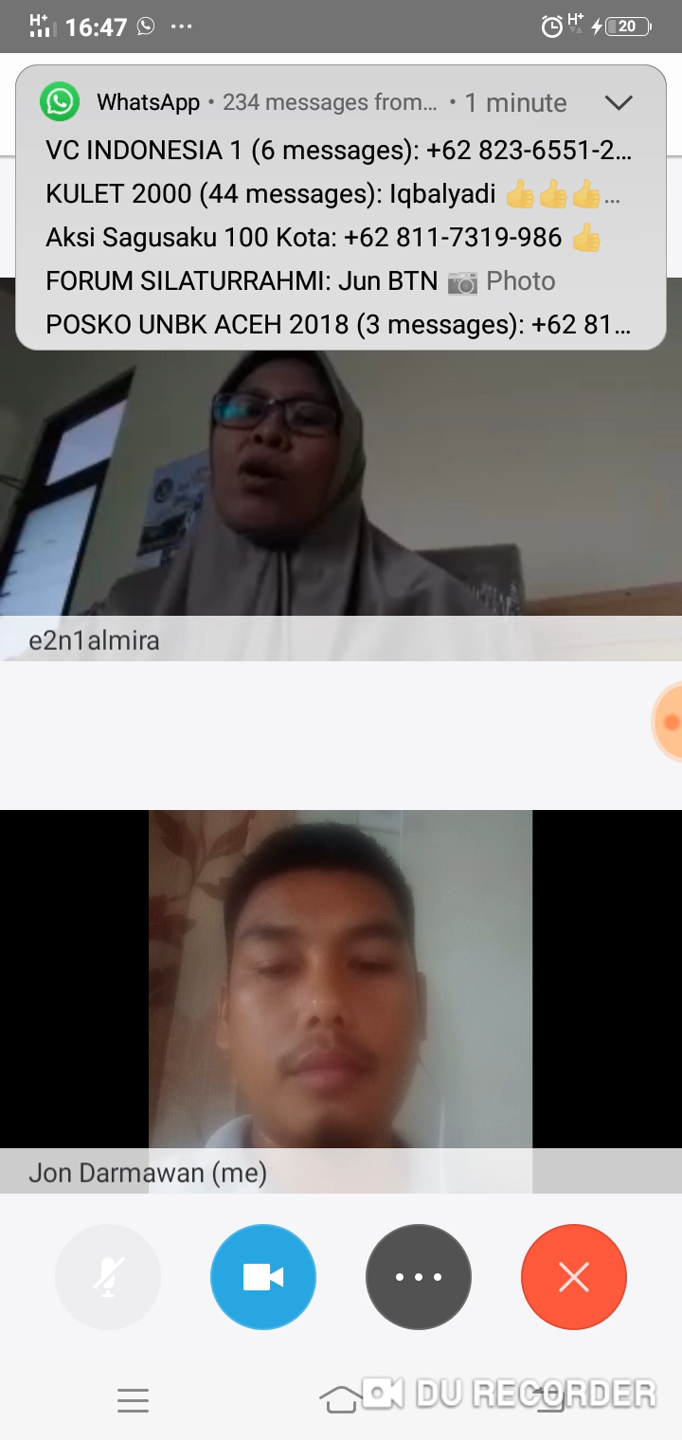 H+ 16:47 ... H+ 20
WhatsApp • 234 messages from... • 1 minute
VC INDONESIA 1 (6 messages): +62 823-6551-2...
KULET 2000 (44 messages): Iqbalyadi 👍👍👍...
Aksi Sagusaku 100 Kota: +62 811-7319-986 👍
FORUM SILATURRAHMI: Jun BTN 📷 Photo
POSKO UNBK ACEH 2018 (3 messages): +62 81...
e2n1almira
Jon Darmawan (me)
DU RECORDER